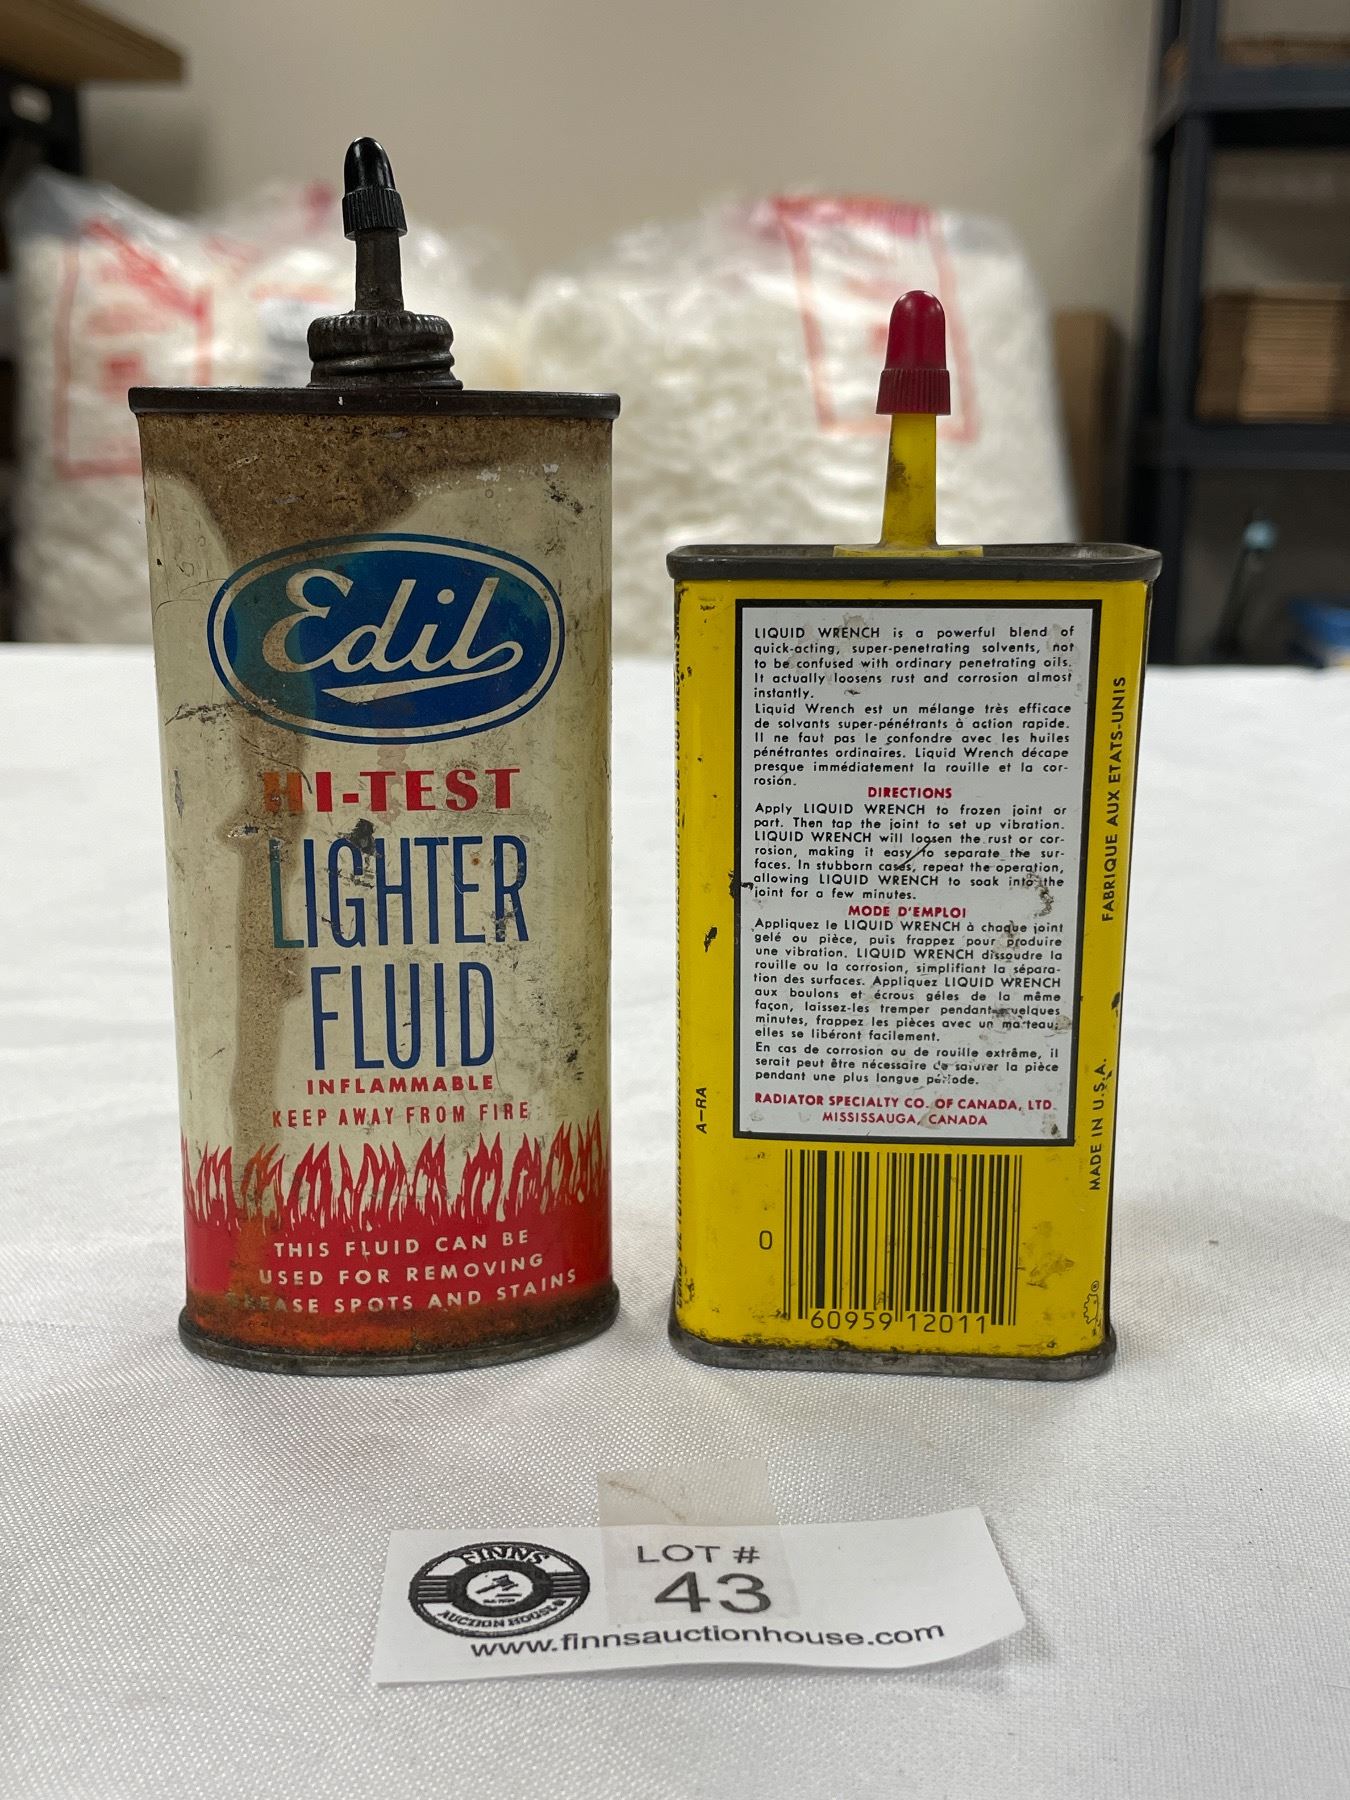 Edil
HI-TEST
LIGHTER
FLUID
INFLAMMABLE
KEEP AWAY FROM FIRE
THIS FLUID CAN BE
USED FOR REMOVING
GREASE SPOTS AND STAINS
LIQUID WRENCH is a powerful blend of
quick-acting, super-penetrating solvents, not
to be confused with ordinary penetrating oils.
It actually loosens rust and corrosion almost
instantly.
Liquid Wrench est un mélange très efficace
de solvants super-pénétrants à action rapide.
Il ne faut pas le confondre avec les huiles
pénétrantes ordinaires. Liquid Wrench décape
presque immédiatement la rouille et la cor-
rosion.
DIRECTIONS
Apply LIQUID WRENCH to frozen joint or
part. Then tap the joint to set up vibration.
LIQUID WRENCH will loosen the rust or cor-
rosion, making it easy to separate the sur-
faces. In stubborn cases, repeat the operation,
allowing LIQUID WRENCH to soak into the
joint for a few minutes.
MODE D'EMPLOI
Appliquez le LIQUID WRENCH à chaque joint
gelé ou pièce, puis frappez pour produire
une vibration. LIQUID WRENCH dissoudre la
rouille ou la corrosion, simplifiant la sépara-
tion des surfaces. Appliquez LIQUID WRENCH
aux boulons et écrous géles de la même
façon, laissez-les tremper pendant quelques
minutes, frappez les pièces avec un marteau;
elles se libéront facilement.
En cas de corrosion ou de rouille extrême, il
serait peut être nécessaire de saturer la pièce
pendant une plus longue période.
RADIATOR SPECIALTY CO. OF CANADA, LTD.
MISSISSAUGA, CANADA
A-RA
FABRIQUE AUX ETATS-UNIS
MADE IN U.S.A.
0 60959 12011
FINNS
AUCTION HOUSE
LOT #
43
www.finnsauctionhouse.com